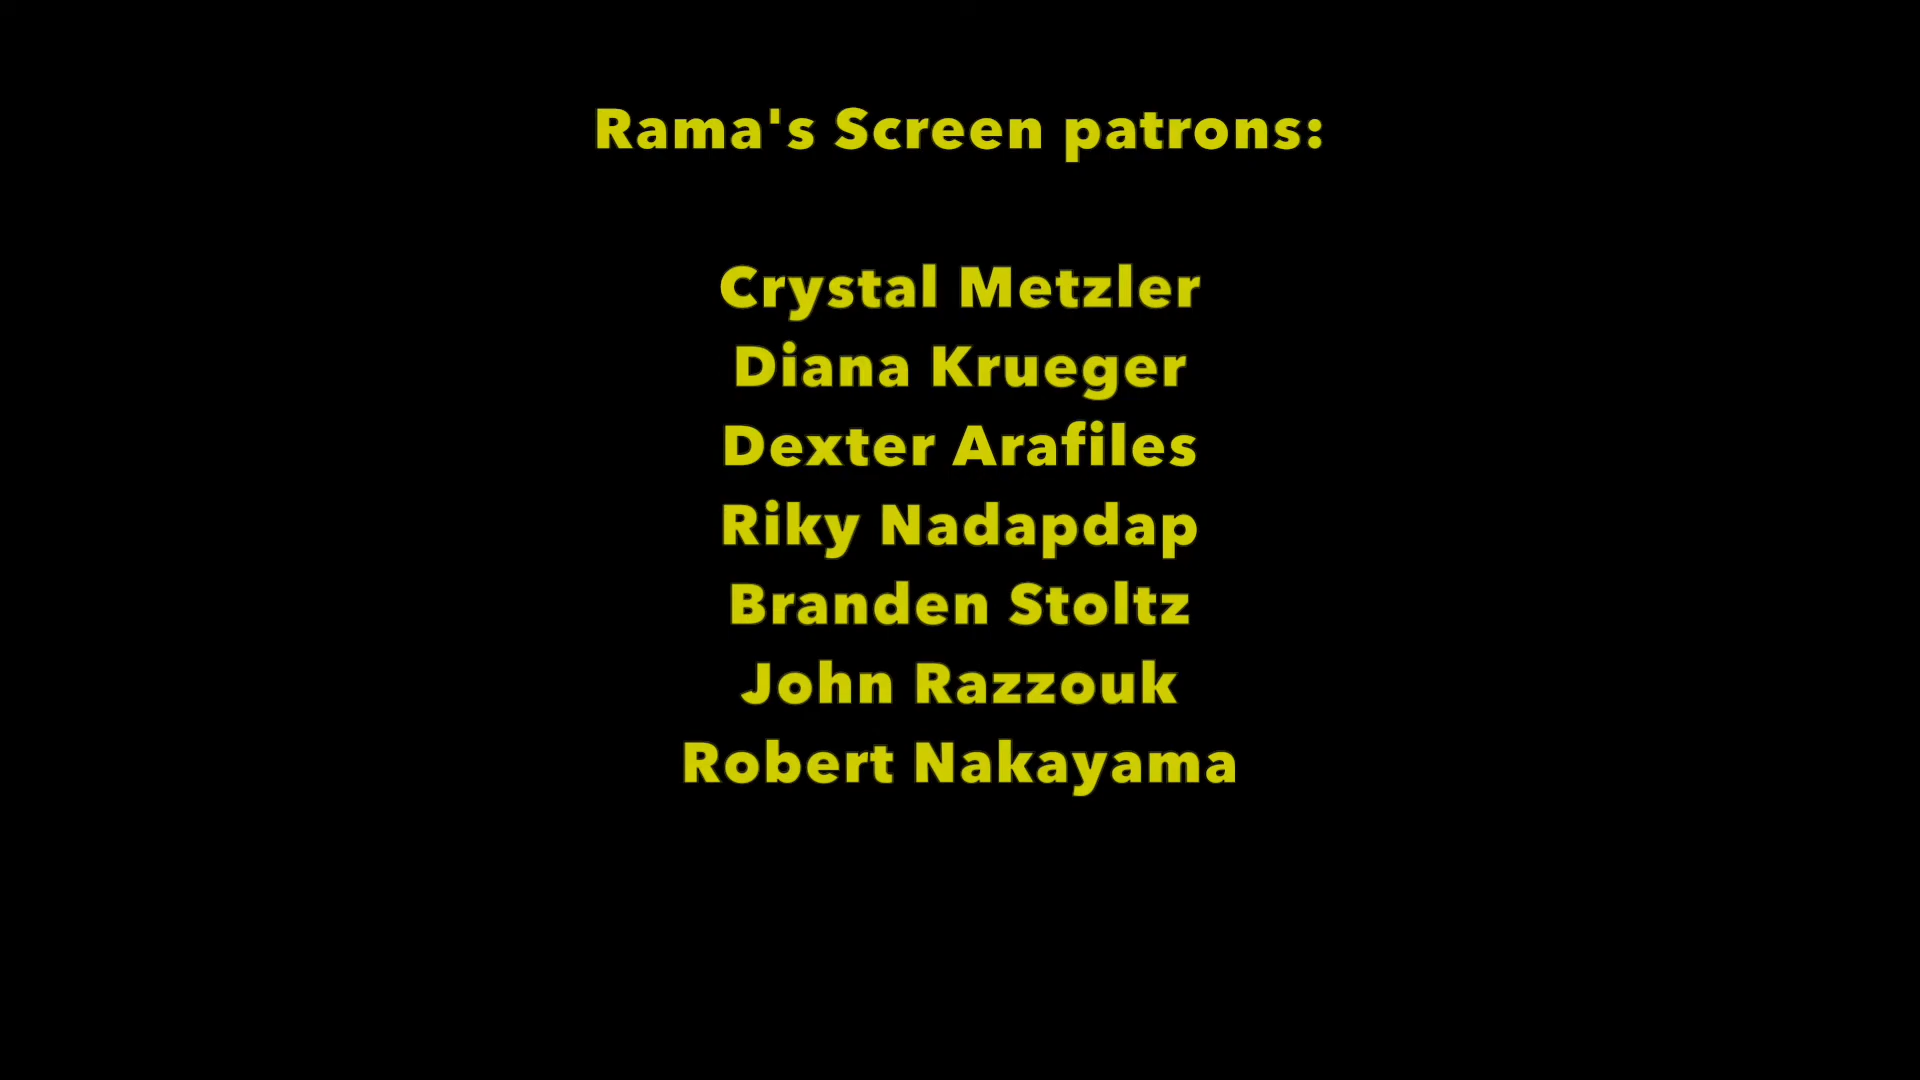 Rama's Screen patrons:
Crystal Metzler
Diana Krueger
Dexter Arafiles
Riky Nadapdap
Branden Stoltz
John Razzouk
Robert Nakayama